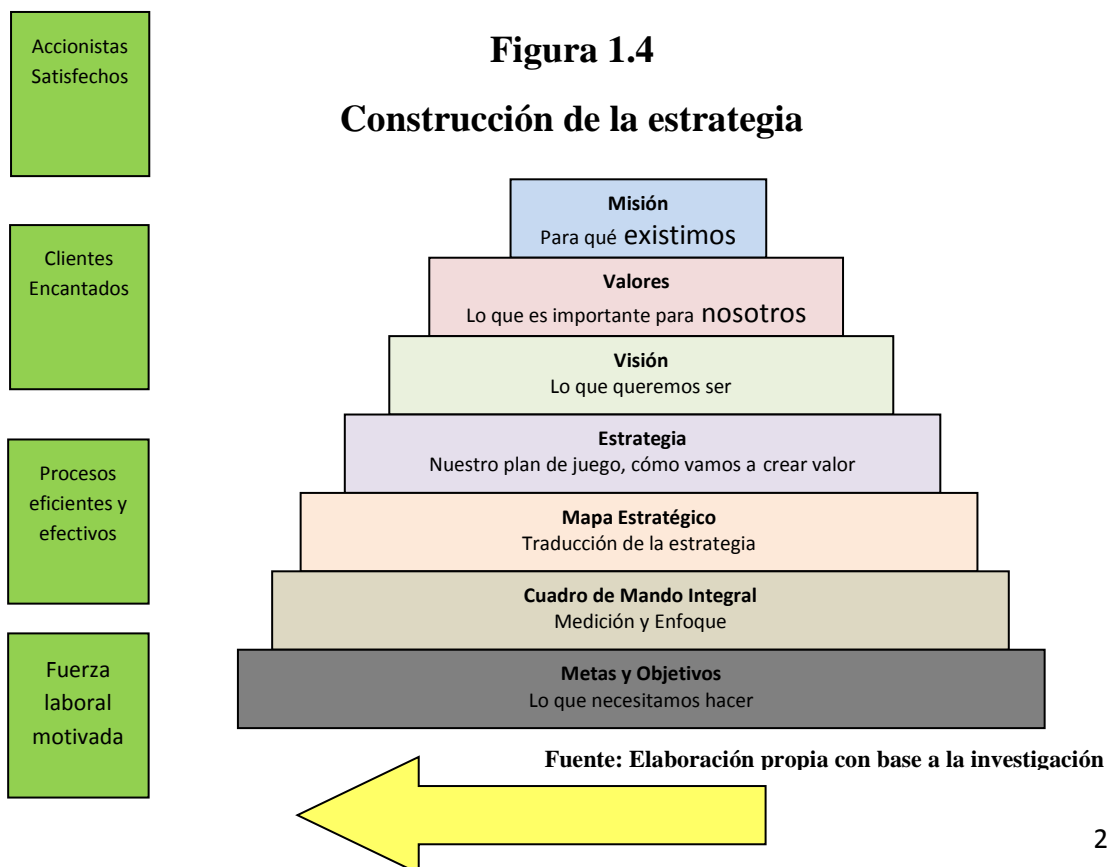 Figura 1.4
Construcción de la estrategia
Accionistas
Satisfechos
Clientes
Encantados
Procesos
eficientes y
efectivos
Fuerza
laboral
motivada
Misión
Para qué existimos
Valores
Lo que es importante para nosotros
Visión
Lo que queremos ser
Estrategia
Nuestro plan de juego, cómo vamos a crear valor
Mapa Estratégico
Traducción de la estrategia
Cuadro de Mando Integral
Medición y Enfoque
Metas y Objetivos
Lo que necesitamos hacer
Fuente: Elaboración propia con base a la investigación
2